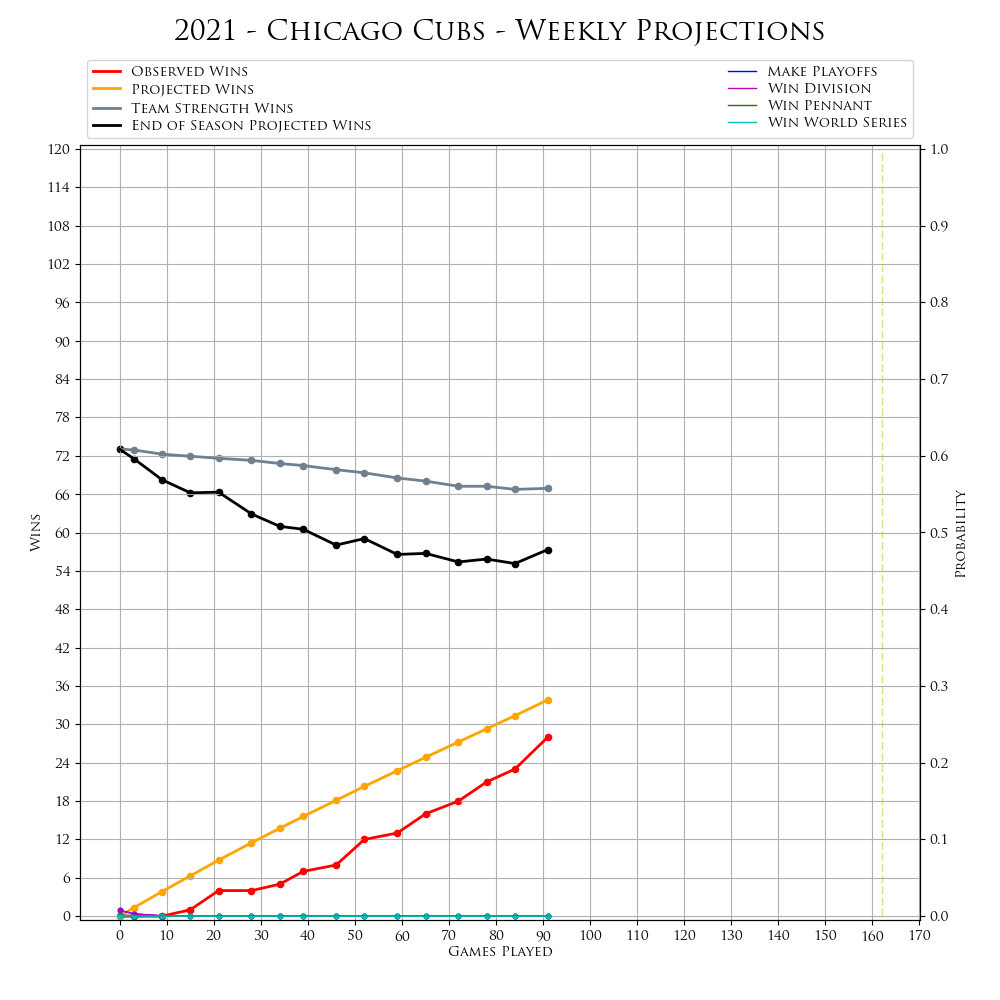 2021 - Chicago Cubs - Weekly Projections
Observed Wins
Projected Wins
Team Strength Wins
End of Season Projected Wins
Make Playoffs
Win Division
Win Pennant
Win World Series
120
114
108
102
96
90
84
78
72
66
60
54
48
42
36
30
24
18
12
6
0
Wins
1.0
0.9
0.8
0.7
0.6
0.5
0.4
0.3
0.2
0.1
0.0
Probability
0 10 20 30 40 50 60 70 80 90 100 110 120 130 140 150 160 170
Games Played